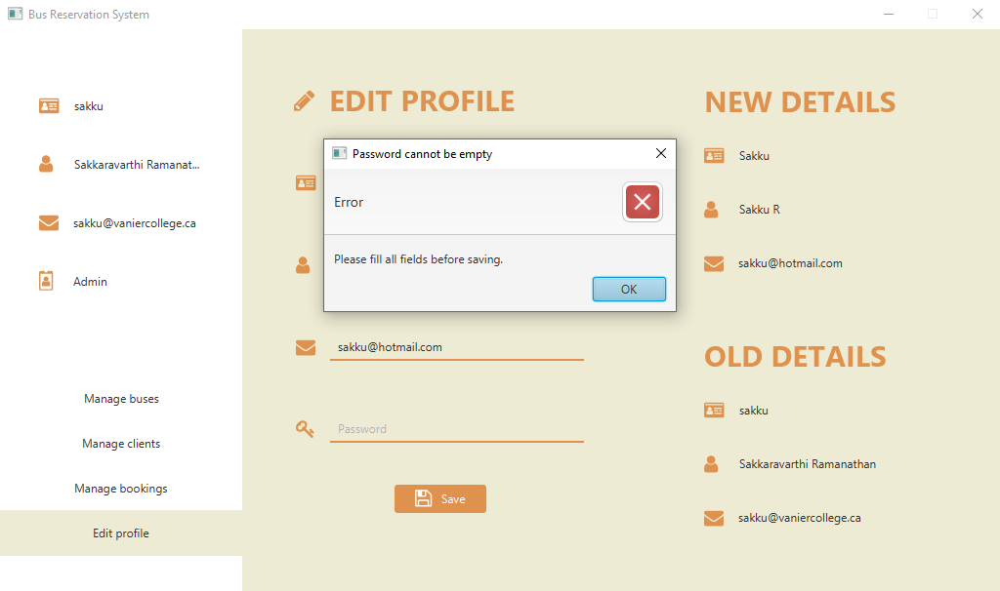 Bus Reservation System
sakku
Sakkaravarthi Ramanat...
sakku@vaniercollege.ca
Admin
Manage buses
Manage clients
Manage bookings
Edit profile
EDIT PROFILE
Password cannot be empty
Error
Please fill all fields before saving.
OK
sakku@hotmail.com
Password
Save
NEW DETAILS
Sakku
Sakku R
sakku@hotmail.com
OLD DETAILS
sakku
Sakkaravarthi Ramanathan
sakku@vaniercollege.ca